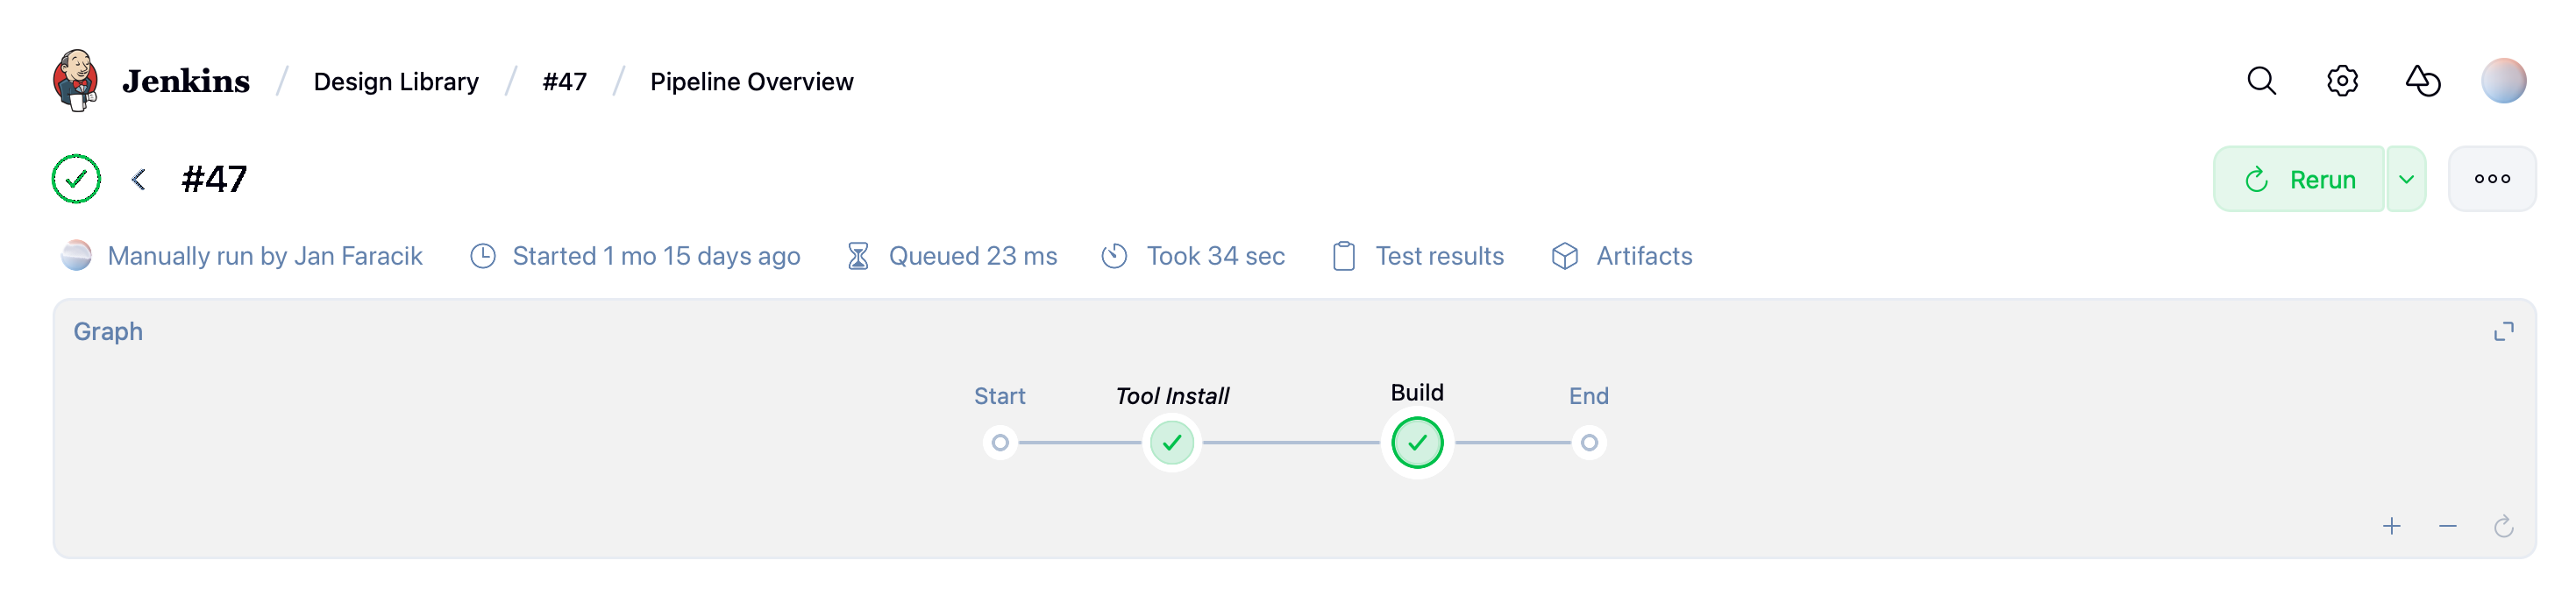 Jenkins / Design Library / #47 / Pipeline Overview
#47
Rerun
Manually run by Jan Faracik Started 1 mo 15 days ago Queued 23 ms Took 34 sec Test results Artifacts
Graph
Start Tool Install Build End